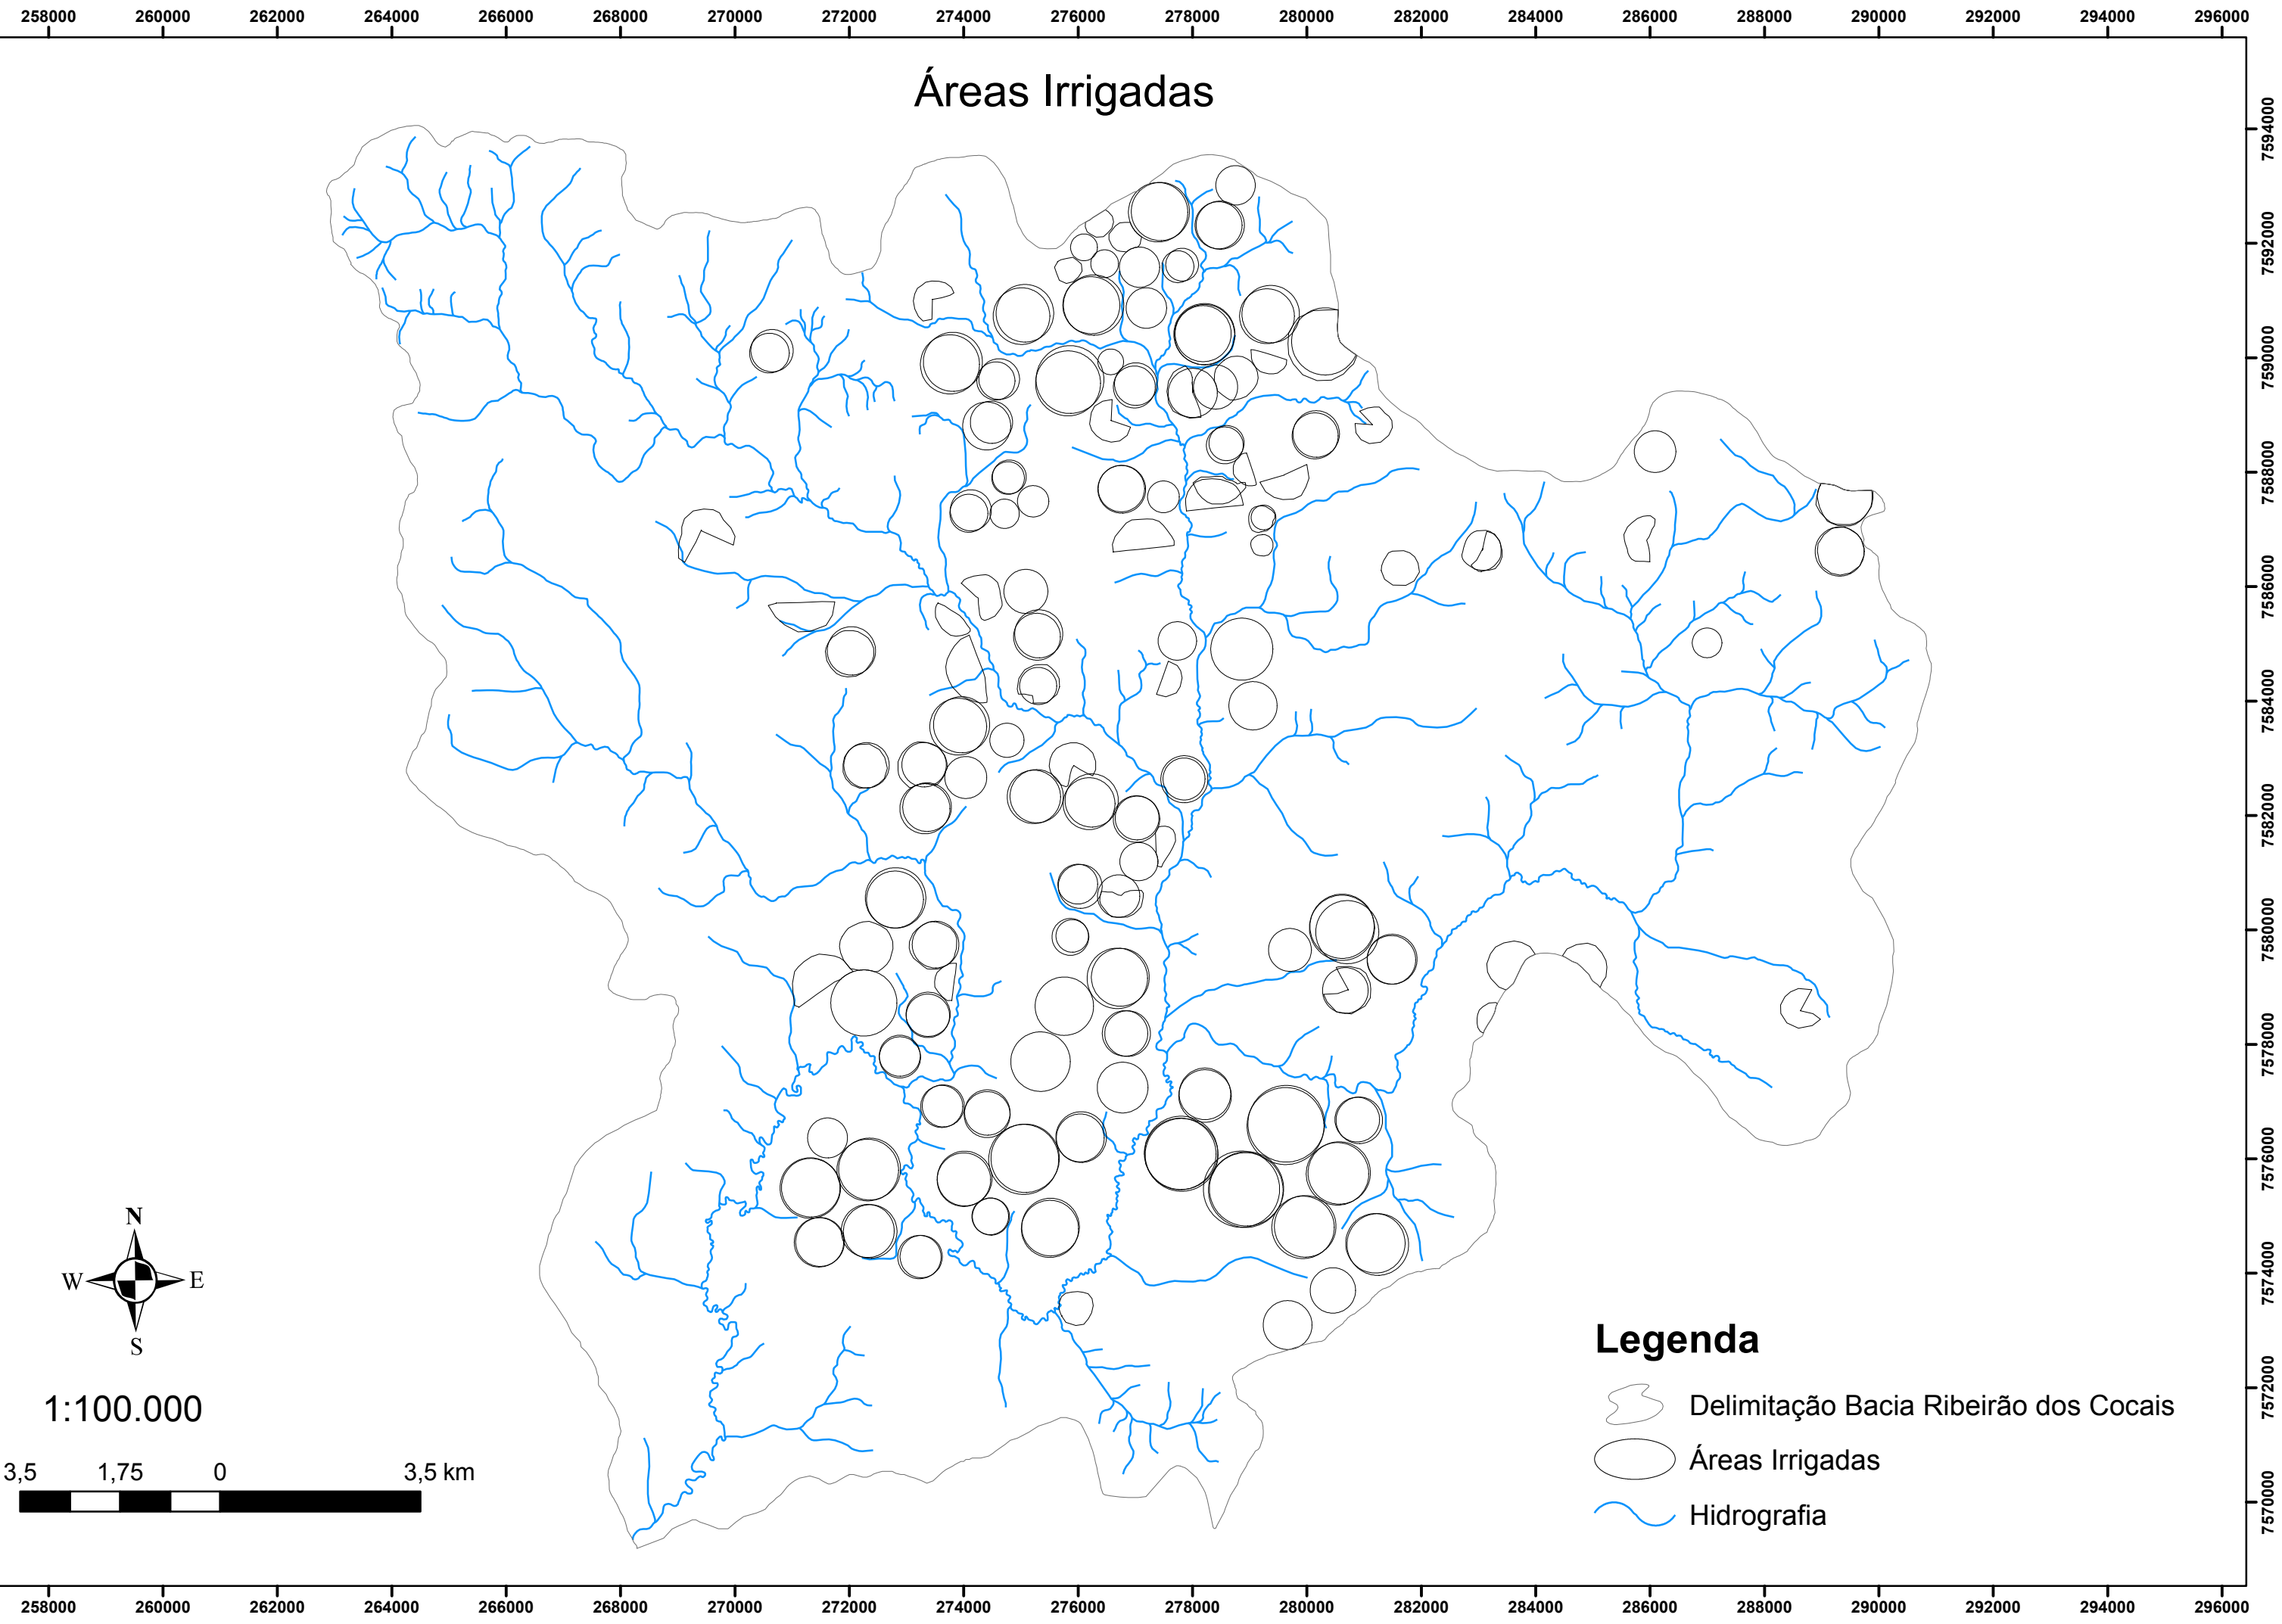 258000 260000 262000 264000 266000 268000 270000 272000 274000 276000 278000 280000 282000 284000 286000 288000 290000 292000 294000 296000
Áreas Irrigadas
7594000
7592000
7590000
7588000
7586000
7584000
7582000
7580000
7578000
7576000
7574000
7572000
7570000
N
W E
S
1:100.000
3,5 1,75 0 3,5 km
Legenda
Delimitação Bacia Ribeirão dos Cocais
Áreas Irrigadas
Hidrografia
258000 260000 262000 264000 266000 268000 270000 272000 274000 276000 278000 280000 282000 284000 286000 288000 290000 292000 294000 296000